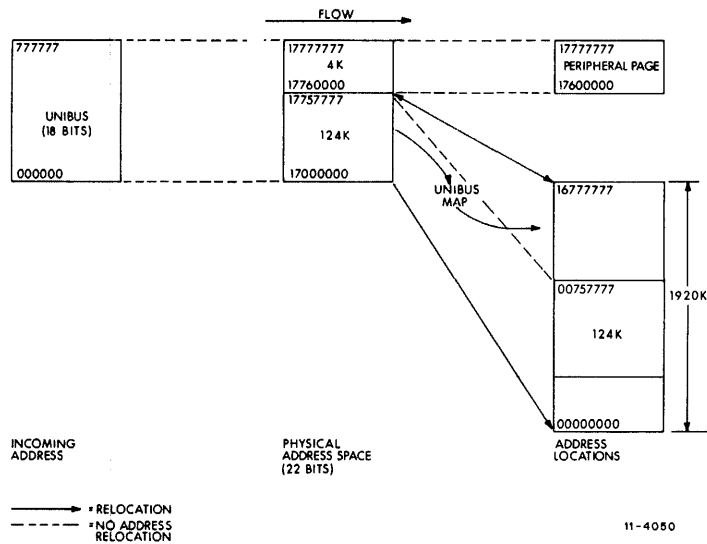 FLOW
777777
UNIBUS
(18 BITS)
000000
17777777
4K
17760000
17757777
124K
17000000
17777777
PERIPHERAL PAGE
17600000
UNIBUS
MAP
16777777
00757777
124K
00000000
1920K
INCOMING
ADDRESS
PHYSICAL
ADDRESS SPACE
(22 BITS)
ADDRESS
LOCATIONS
= RELOCATION
= NO ADDRESS
RELOCATION
11-4050